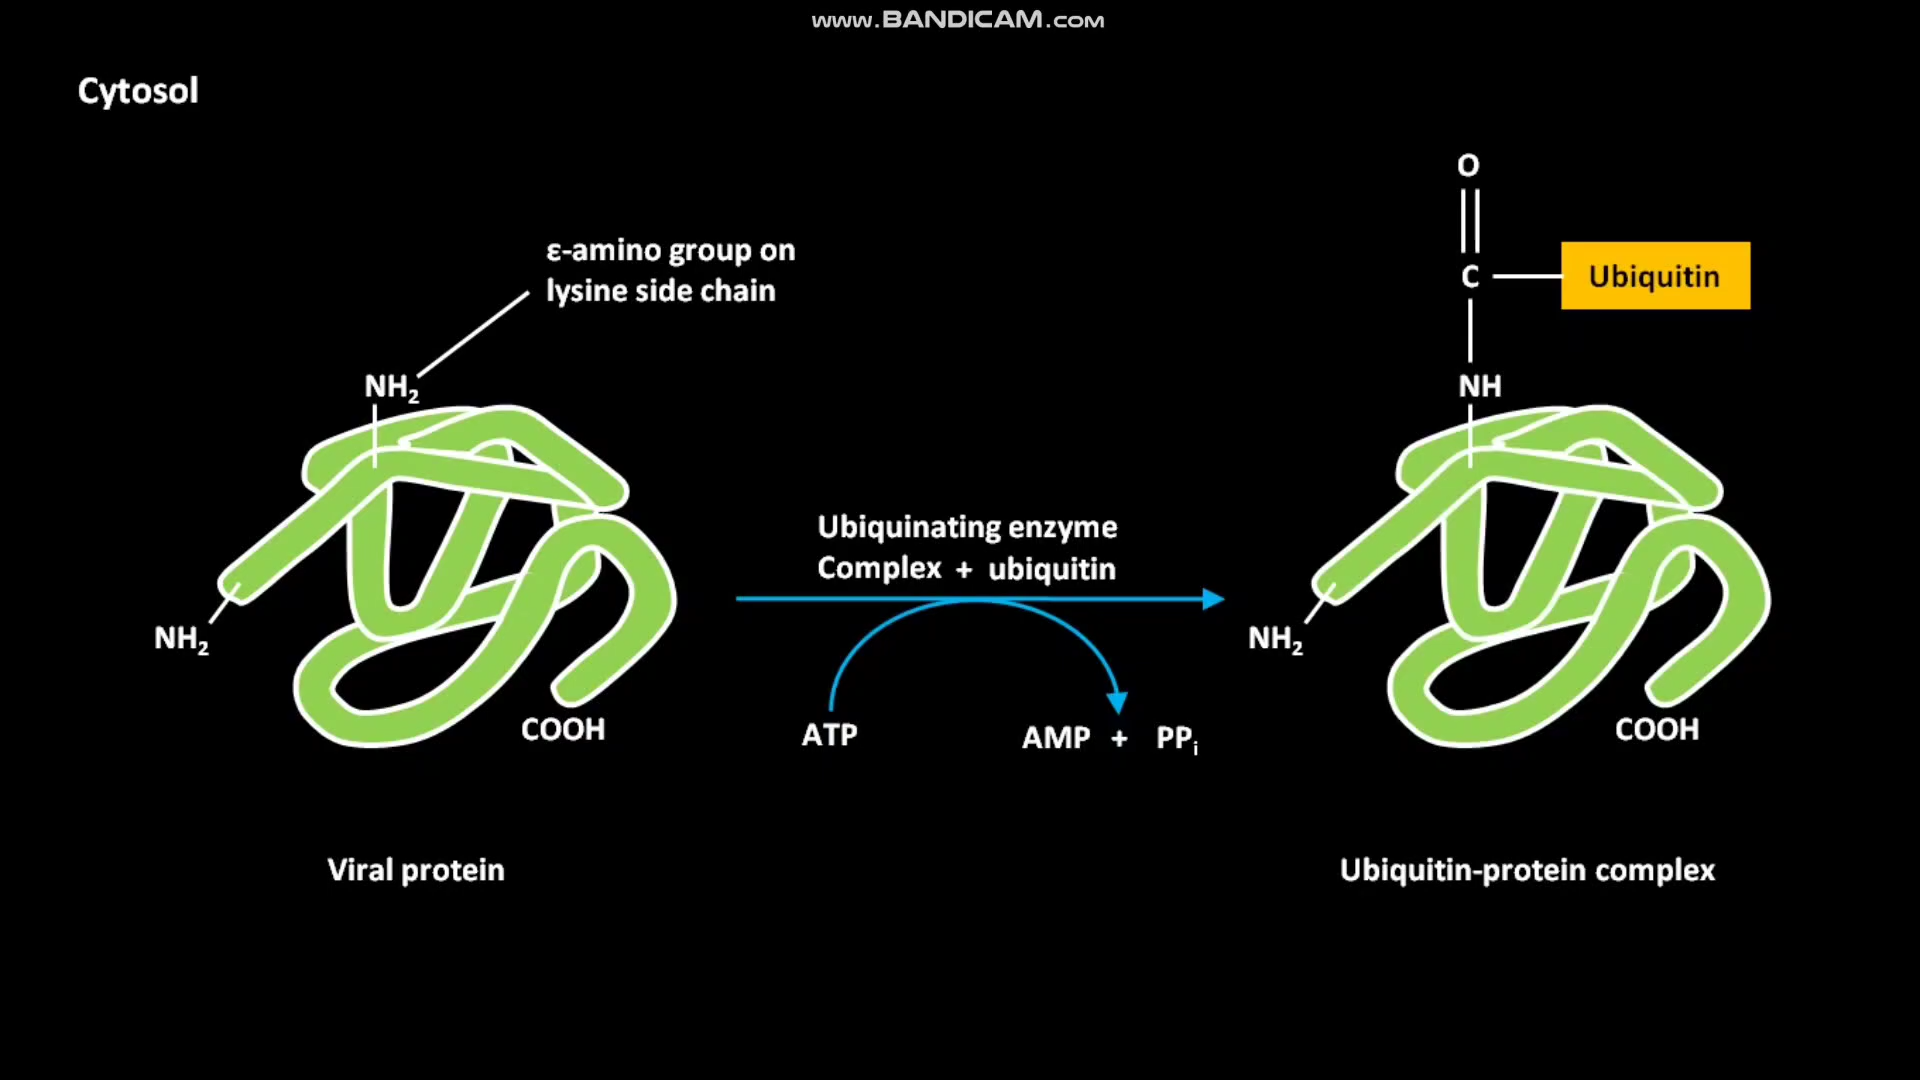 www.BANDICAM.com
Cytosol
O
ε-amino group on
lysine side chain
C
Ubiquitin
NH₂
NH
Ubiquinating enzyme
Complex + ubiquitin
NH₂
NH₂
COOH
COOH
ATP
AMP + PPᵢ
Viral protein
Ubiquitin-protein complex